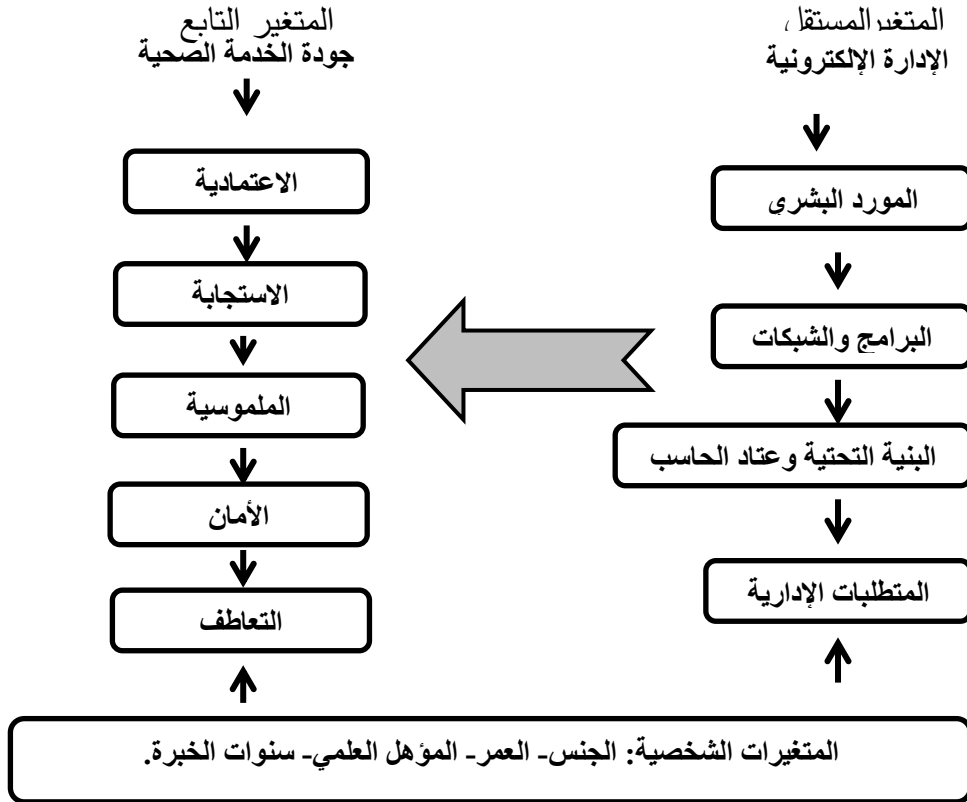 المتغير المستقل
الإدارة الإلكترونية
المورد البشري
البرامج والشبكات
البنية التحتية وعتاد الحاسب
المتطلبات الإدارية
المتغير التابع
جودة الخدمة الصحية
الاعتمادية
الاستجابة
الملموسية
الأمان
التعاطف
المتغيرات الشخصية: الجنس- العمر- المؤهل العلمي- سنوات الخبرة.